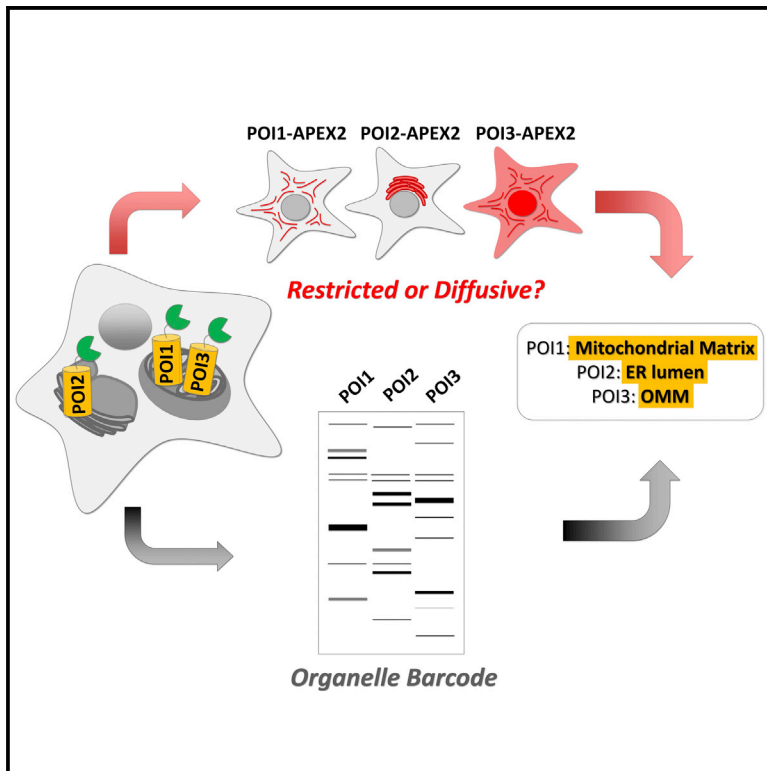 POI1-APEX2 POI2-APEX2 POI3-APEX2
Restricted or Diffusive?
POI1
POI3
POI2
POI1 POI2 POI3
POI1: Mitochondrial Matrix
POI2: ER lumen
POI3: OMM
Organelle Barcode